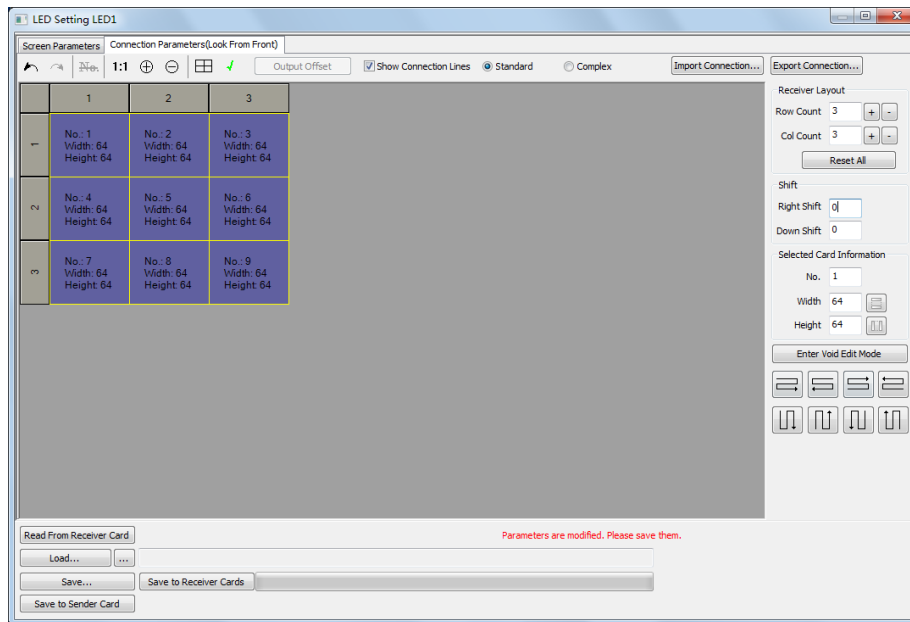 LED Setting LED1
Screen Parameters
Connection Parameters(Look From Front)
No.
1:1
Output Offset
Show Connection Lines
Standard
Complex
Import Connection...
Export Connection...
1
2
3
1
No.: 1
Width: 64
Height: 64
No.: 2
Width: 64
Height: 64
No.: 3
Width: 64
Height: 64
2
No.: 4
Width: 64
Height: 64
No.: 5
Width: 64
Height: 64
No.: 6
Width: 64
Height: 64
3
No.: 7
Width: 64
Height: 64
No.: 8
Width: 64
Height: 64
No.: 9
Width: 64
Height: 64
Receiver Layout
Row Count 3 + -
Col Count 3 + -
Reset All
Shift
Right Shift 0
Down Shift 0
Selected Card Information
No. 1
Width 64
Height 64
Enter Void Edit Mode
Read From Receiver Card
Parameters are modified. Please save them.
Load... ...
Save... Save to Receiver Cards
Save to Sender Card